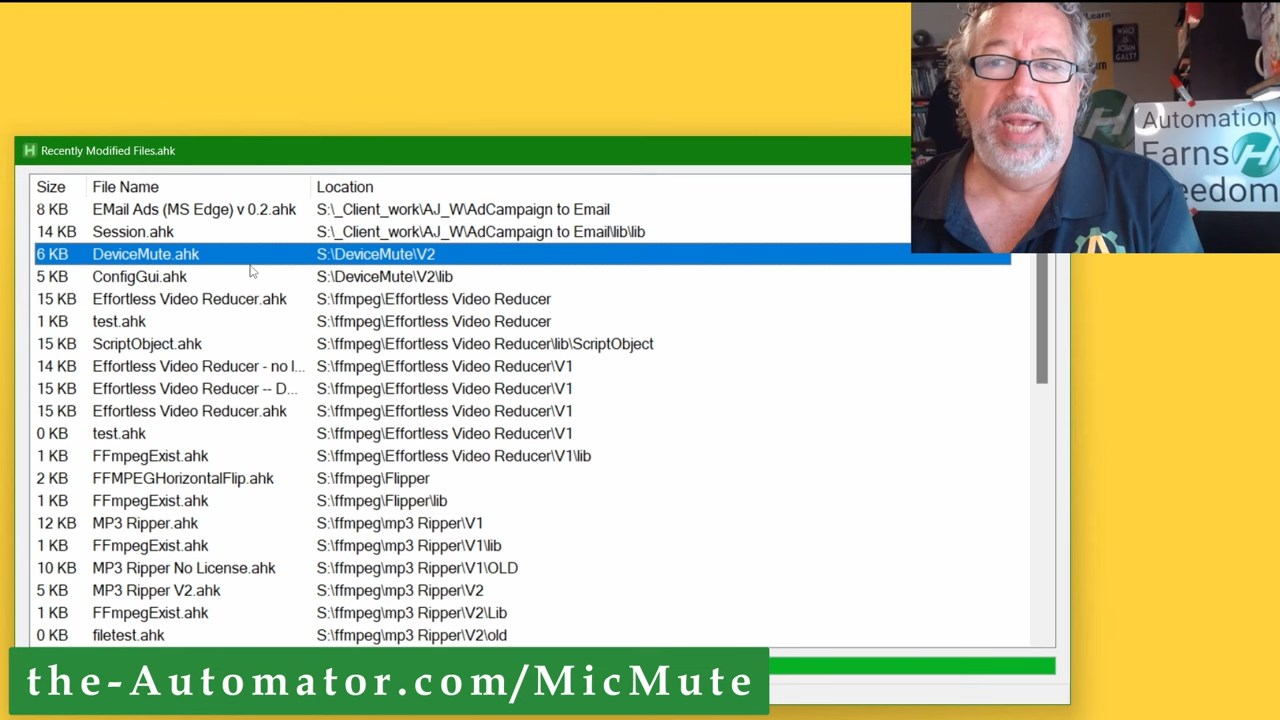 Learn
WHO
IS
JOHN
GALT?
Automation
Earns
eedom
Recently Modified Files.ahk
Size File Name Location
8 KB EMail Ads (MS Edge) v 0.2.ahk S:\_Client_work\AJ_W\AdCampaign to Email
14 KB Session.ahk S:\_Client_work\AJ_W\AdCampaign to Email\lib\lib
6 KB DeviceMute.ahk S:\DeviceMute\V2
5 KB ConfigGui.ahk S:\DeviceMute\V2\lib
15 KB Effortless Video Reducer.ahk S:\ffmpeg\Effortless Video Reducer
1 KB test.ahk S:\ffmpeg\Effortless Video Reducer
15 KB ScriptObject.ahk S:\ffmpeg\Effortless Video Reducer\lib\ScriptObject
14 KB Effortless Video Reducer - no l... S:\ffmpeg\Effortless Video Reducer\V1
15 KB Effortless Video Reducer -- D... S:\ffmpeg\Effortless Video Reducer\V1
15 KB Effortless Video Reducer.ahk S:\ffmpeg\Effortless Video Reducer\V1
0 KB test.ahk S:\ffmpeg\Effortless Video Reducer\V1
1 KB FFmpegExist.ahk S:\ffmpeg\Effortless Video Reducer\V1\lib
2 KB FFMPEGHorizontalFlip.ahk S:\ffmpeg\Flipper
1 KB FFmpegExist.ahk S:\ffmpeg\Flipper\lib
12 KB MP3 Ripper.ahk S:\ffmpeg\mp3 Ripper\V1
1 KB FFmpegExist.ahk S:\ffmpeg\mp3 Ripper\V1\lib
10 KB MP3 Ripper No License.ahk S:\ffmpeg\mp3 Ripper\V1\OLD
5 KB MP3 Ripper V2.ahk S:\ffmpeg\mp3 Ripper\V2
1 KB FFmpegExist.ahk S:\ffmpeg\mp3 Ripper\V2\Lib
0 KB filetest.ahk S:\ffmpeg\mp3 Ripper\V2\old
the-Automator.com/MicMute